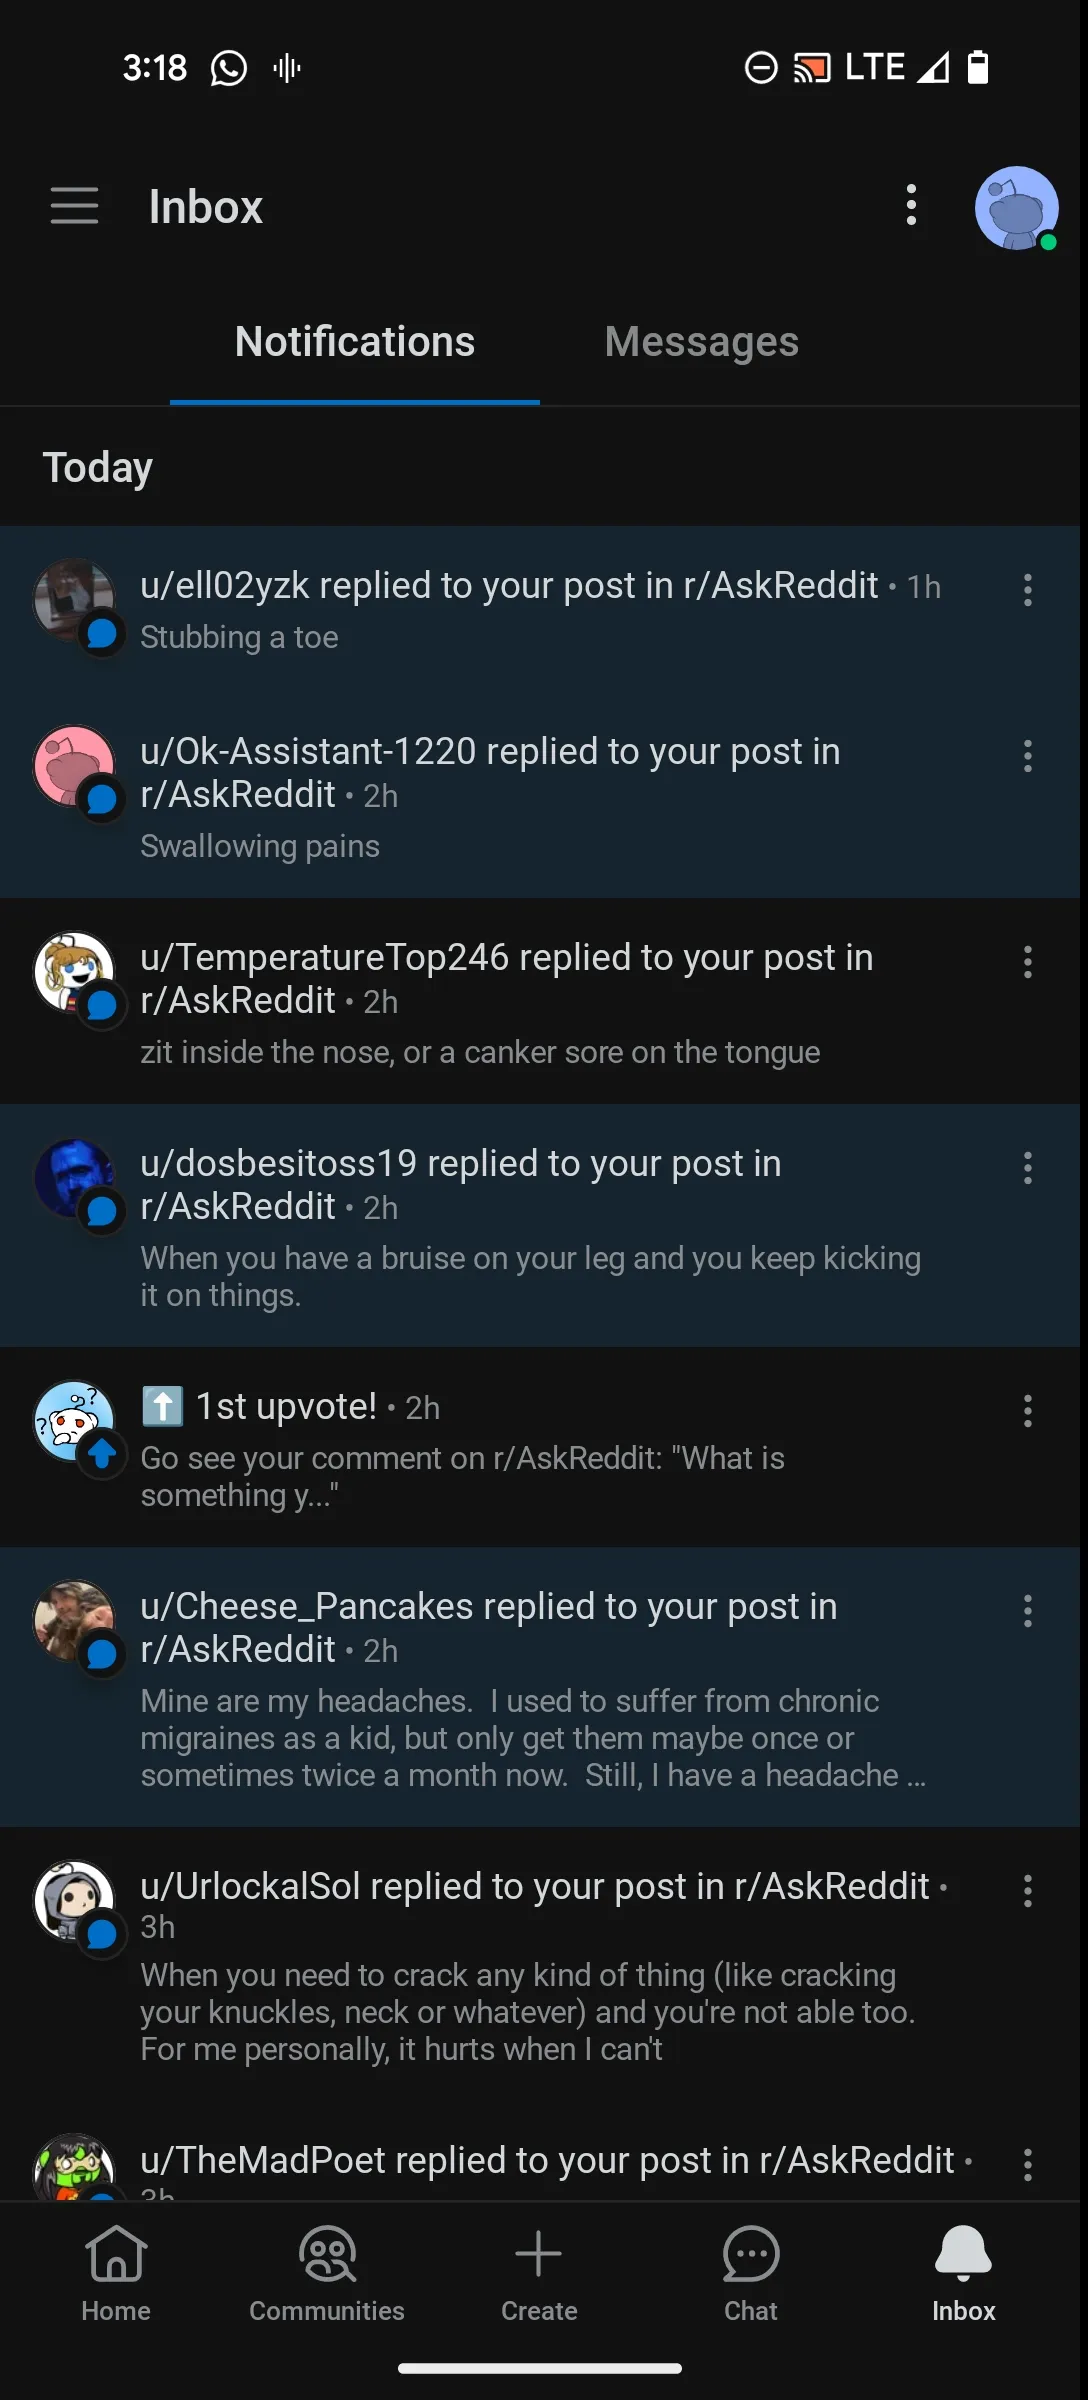 3:18 LTE
Inbox
Notifications Messages
Today
u/ell02yzk replied to your post in r/AskReddit • 1h
Stubbing a toe
u/Ok-Assistant-1220 replied to your post in
r/AskReddit • 2h
Swallowing pains
u/TemperatureTop246 replied to your post in
r/AskReddit • 2h
zit inside the nose, or a canker sore on the tongue
u/dosbesitoss19 replied to your post in
r/AskReddit • 2h
When you have a bruise on your leg and you keep kicking
it on things.
⬆️ 1st upvote! • 2h
Go see your comment on r/AskReddit: "What is
something y..."
u/Cheese_Pancakes replied to your post in
r/AskReddit • 2h
Mine are my headaches.  I used to suffer from chronic
migraines as a kid, but only get them maybe once or
sometimes twice a month now.  Still, I have a headache ...
u/UrlockalSol replied to your post in r/AskReddit •
3h
When you need to crack any kind of thing (like cracking
your knuckles, neck or whatever) and you're not able too.
For me personally, it hurts when I can't
u/TheMadPoet replied to your post in r/AskReddit •
3h
Home Communities Create Chat Inbox